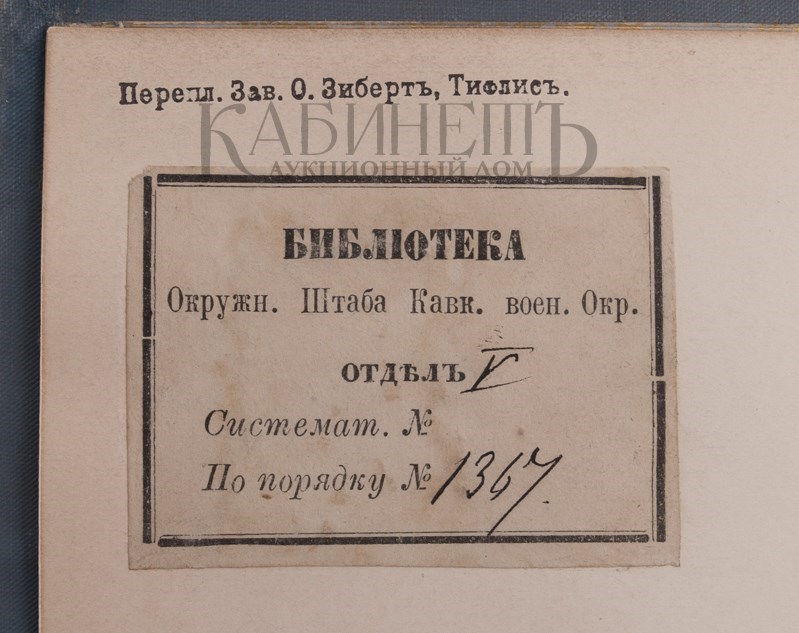 Перепл. Зав. О. Зибертъ, Тифлисъ.
КАБИНЕТЪ
АУКЦИОННЫЙ ДОМ
БИБЛІОТЕКА
Окружн. Штаба Кавк. воен. Окр.
ОТДѢЛЪ V
Системат. №
По порядку № 1367.